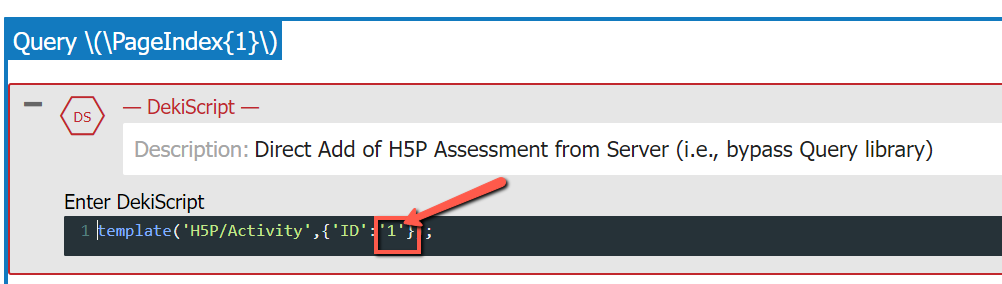 Query \(\PageIndex{1}\)
— DekiScript —
DS
Description: Direct Add of H5P Assessment from Server (i.e., bypass Query library)
Enter DekiScript
1 template('H5P/Activity',{'ID':'1'});